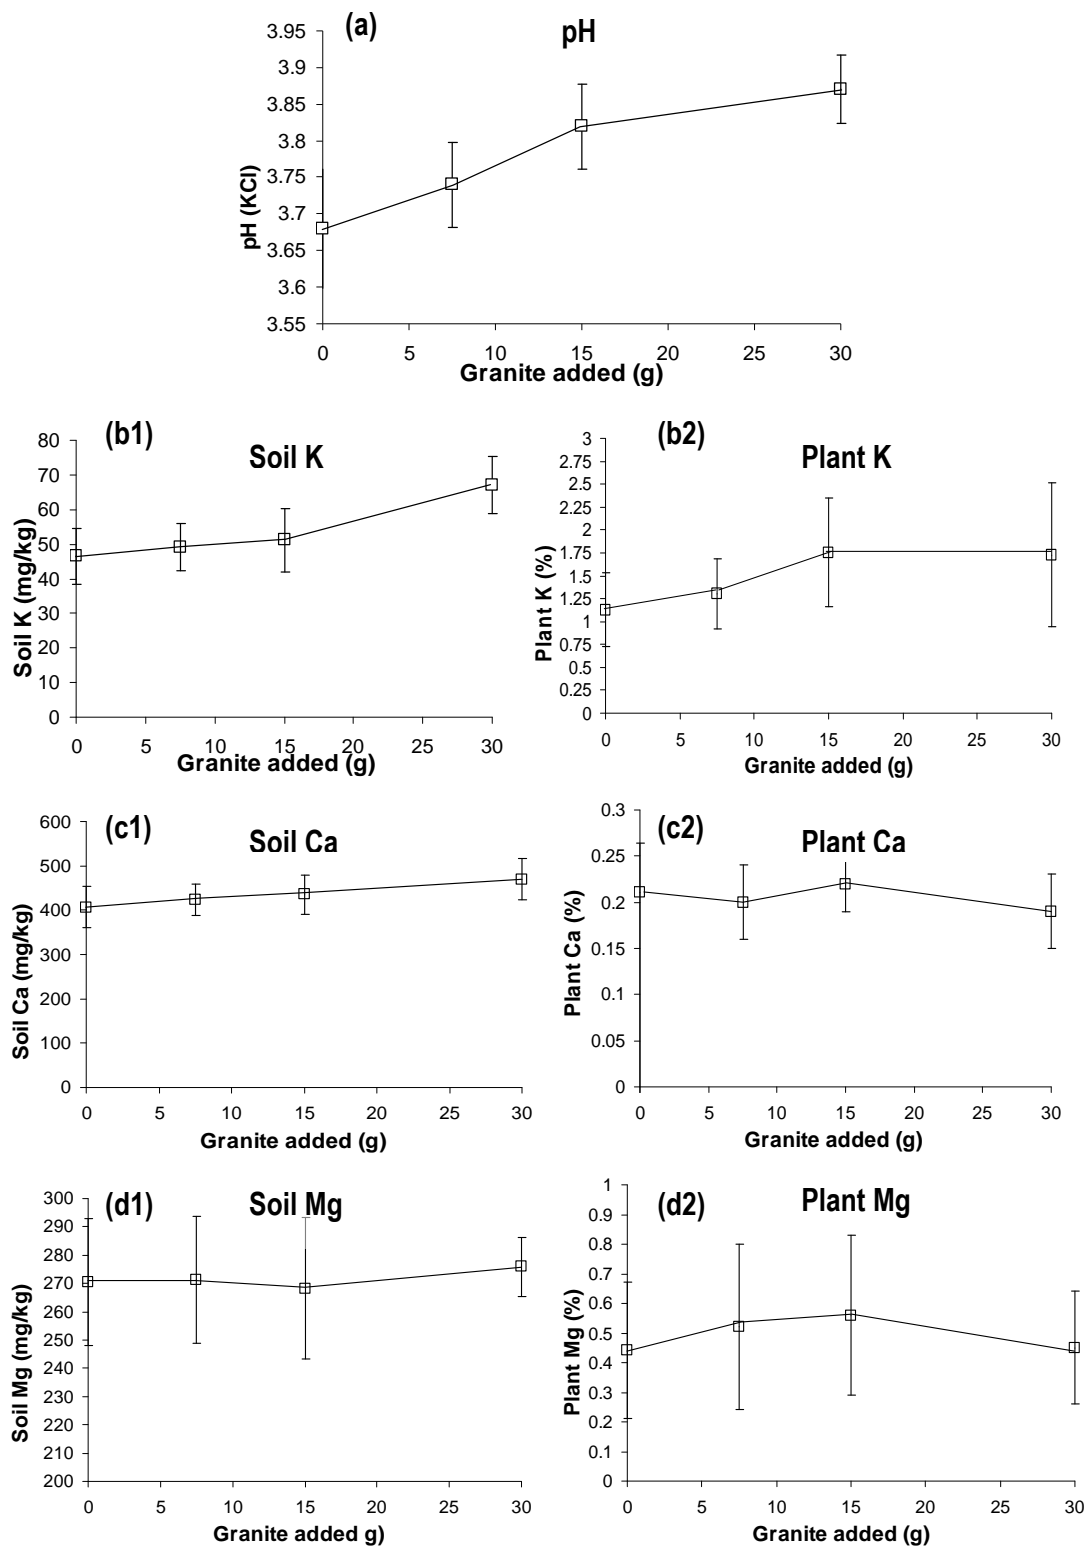 (a) pH
3.95
3.9
3.85
3.8
3.75
3.7
3.65
3.6
3.55
pH (KCl)
0 5 10 15 20 25 30
Granite added (g)
(b1) Soil K
80
70
60
50
40
30
20
10
0
Soil K (mg/kg)
0 5 10 15 20 25 30
Granite added (g)
(b2) Plant K
3
2.75
2.5
2.25
2
1.75
1.5
1.25
1
0.75
0.5
0.25
0
Plant K (%)
0 5 10 15 20 25 30
Granite added (g)
(c1) Soil Ca
600
500
400
300
200
100
0
Soil Ca (mg/kg)
0 5 10 15 20 25 30
Granite added (g)
(c2) Plant Ca
0.3
0.25
0.2
0.15
0.1
0.05
0
Plant Ca (%)
0 5 10 15 20 25 30
Granite added (g)
(d1) Soil Mg
300
290
280
270
260
250
240
230
220
210
200
Soil Mg (mg/kg)
0 5 10 15 20 25 30
Granite added g)
(d2) Plant Mg
1
0.9
0.8
0.7
0.6
0.5
0.4
0.3
0.2
0.1
0
Plant Mg (%)
0 5 10 15 20 25 30
Granite added (g)